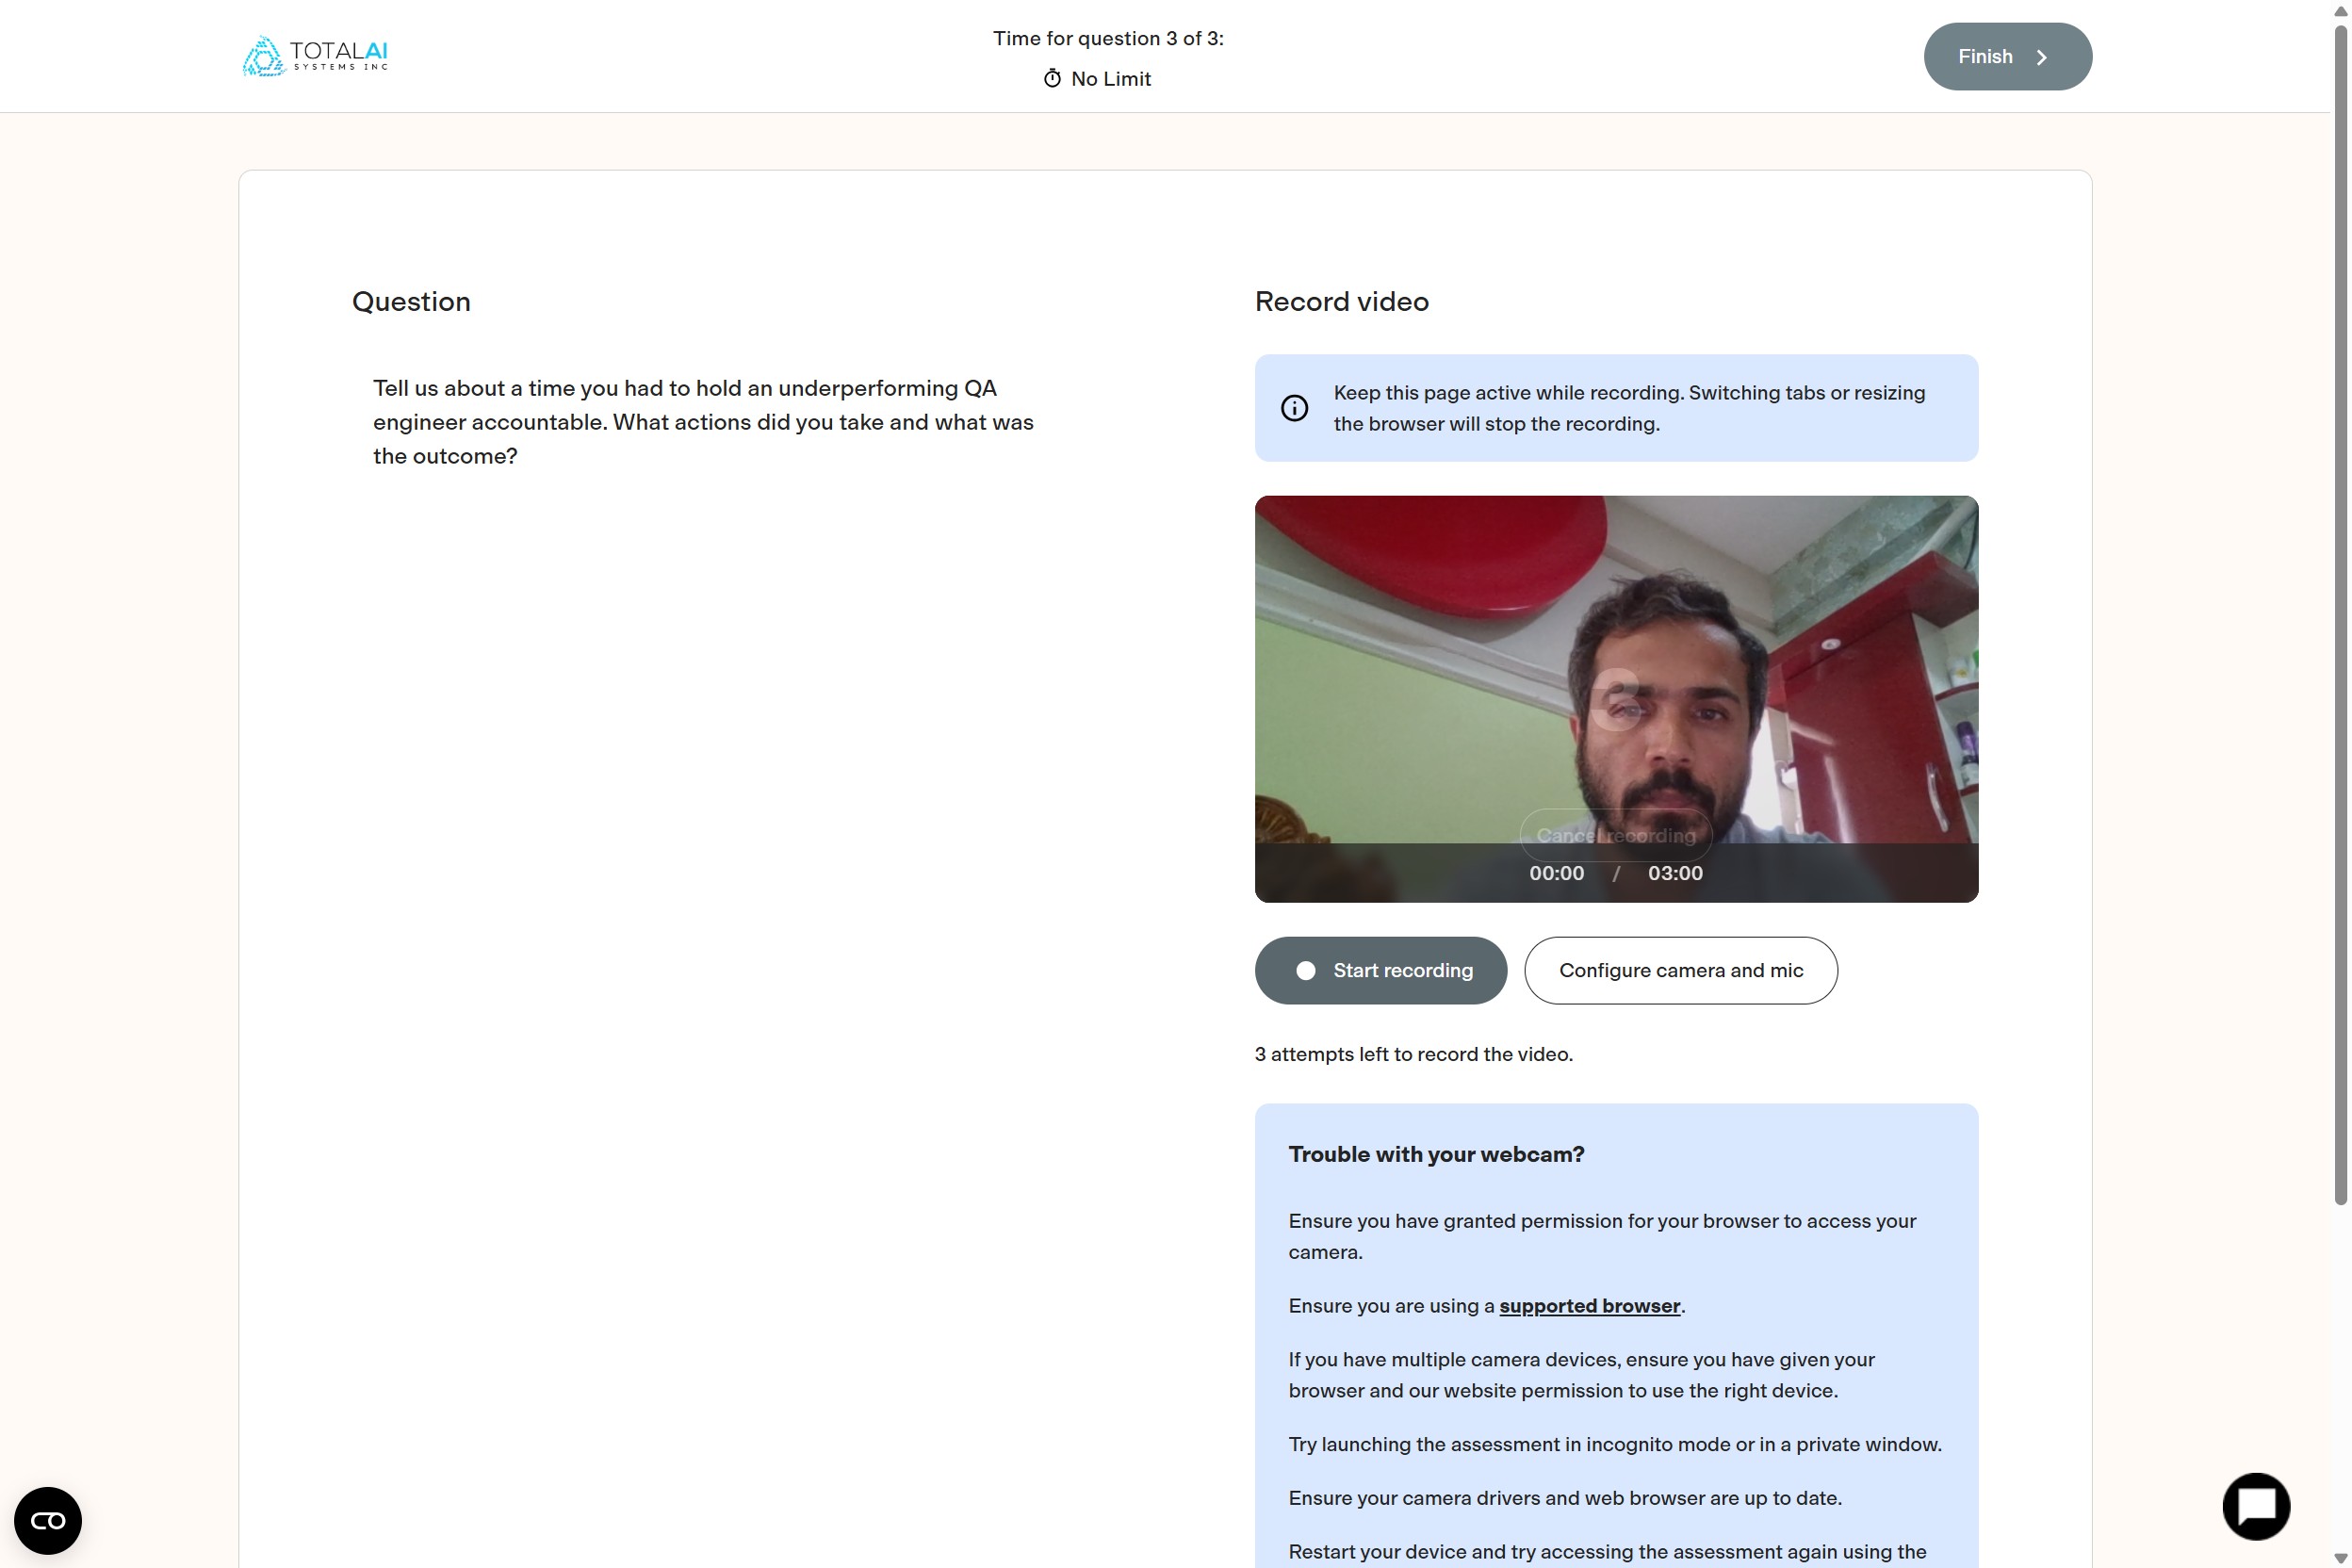 TOTALAI
SYSTEMS INC
Time for question 3 of 3:
No Limit
Finish
Question
Tell us about a time you had to hold an underperforming QA
engineer accountable. What actions did you take and what was
the outcome?
Record video
Keep this page active while recording. Switching tabs or resizing
the browser will stop the recording.
3
Cancel recording
00:00 / 03:00
Start recording
Configure camera and mic
3 attempts left to record the video.
Trouble with your webcam?
Ensure you have granted permission for your browser to access your
camera.
Ensure you are using a supported browser.
If you have multiple camera devices, ensure you have given your
browser and our website permission to use the right device.
Try launching the assessment in incognito mode or in a private window.
Ensure your camera drivers and web browser are up to date.
Restart your device and try accessing the assessment again using the